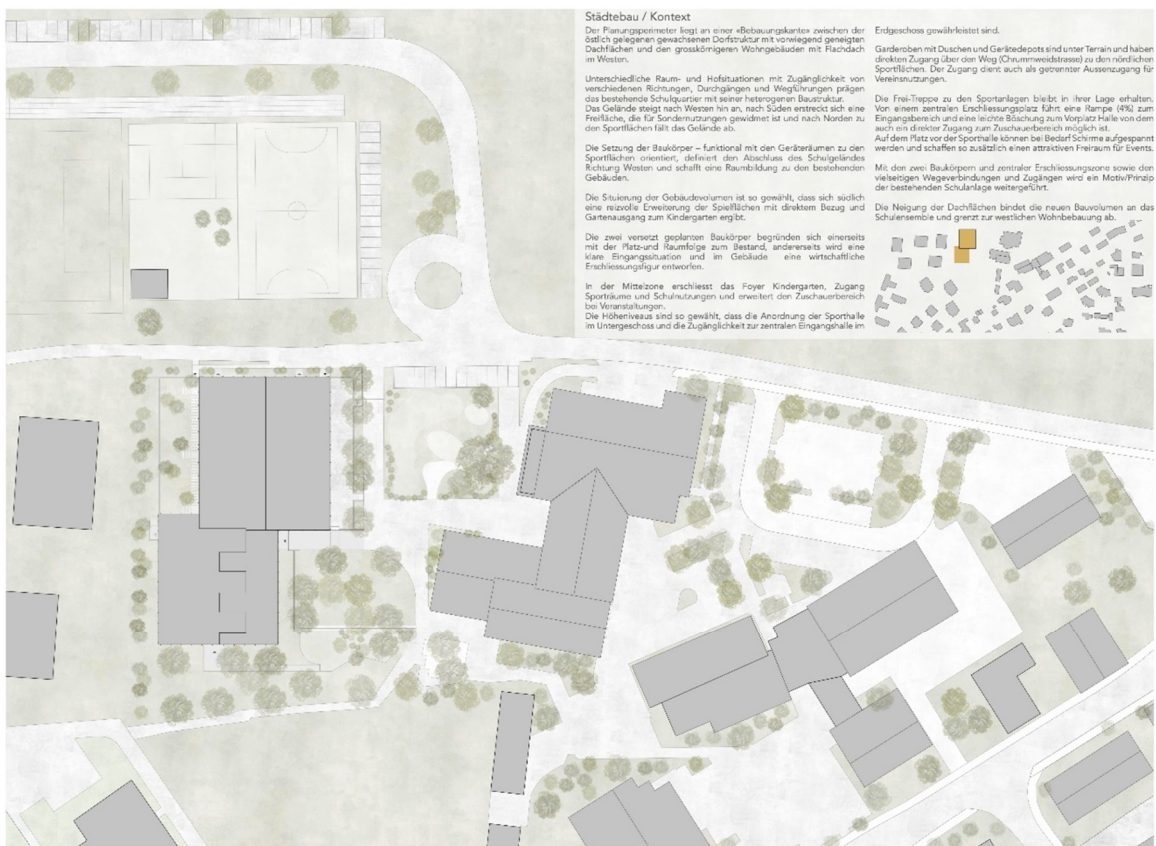 Städtebau / Kontext
Der Planungsperimeter liegt an einer «Bebauungskante» zwischen der
östlich gelegenen gewachsenen Dorfstruktur mit vorwiegend geneigten
Dachflächen und den grosskörnigeren Wohngebäuden mit Flachdach
im Westen.
Unterschiedliche Raum- und Hofsituationen mit Zugänglichkeit von
verschiedenen Richtungen, Durchgängen und Wegführungen prägen
das bestehende Schulquartier mit seiner heterogenen Baustruktur.
Das Gelände steigt nach Westen hin an, nach Süden erstreckt sich eine
Freifläche, die für Sondernutzungen gewidmet ist und nach Norden zu
den Sportflächen fällt das Gelände ab.
Die Setzung der Baukörper – funktional mit den Geräteräumen zu den
Sportflächen orientiert, definiert den Abschluss des Schulgeländes
Richtung Westen und schafft eine Raumbildung zu den bestehenden
Gebäuden.
Die Situierung der Gebäudevolumen ist so gewählt, dass sich südlich
eine reizvolle Erweiterung der Spielflächen mit direktem Bezug und
Gartenausgang zum Kindergarten ergibt.
Die zwei versetzt geplanten Baukörper begründen sich einerseits
mit der Platz-und Raumfolge zum Bestand, andererseits wird eine
klare Eingangssituation und im Gebäude eine wirtschaftliche
Erschliessungsfigur entworfen.
In der Mittelzone erschliesst das Foyer Kindergarten, Zugang
Sporträume und Schulnutzungen und erweitert den Zuschauerbereich
bei Veranstaltungen.
Die Höheniveaus sind so gewählt, dass die Anordnung der Sporthalle
im Untergeschoss und die Zugänglichkeit zur zentralen Eingangshalle im
Erdgeschoss gewährleistet sind.
Garderoben mit Duschen und Gerätedepots sind unter Terrain und haben
direkten Zugang über den Weg (Chrummweidstrasse) zu den nördlichen
Sportflächen. Der Zugang dient auch als getrennter Aussenzugang für
Vereinsnutzungen.
Die Frei-Treppe zu den Sportanlagen bleibt in ihrer Lage erhalten.
Von einem zentralen Erschliessungsplatz führt eine Rampe (4%) zum
Eingangsbereich und eine leichte Böschung zum Vorplatz Halle von dem
auch ein direkter Zugang zum Zuschauerbereich möglich ist.
Auf dem Platz vor der Sporthalle können bei Bedarf Schirme aufgespannt
werden und schaffen so zusätzlich einen attraktiven Freiraum für Events.
Mit den zwei Baukörpern und zentraler Erschliessungszone sowie den
vielseitigen Wegeverbindungen und Zugängen wird ein Motiv/Prinzip
der bestehenden Schulanlage weitergeführt.
Die Neigung der Dachflächen bindet die neuen Bauvolumen an das
Schulensemble und grenzt zur westlichen Wohnbebauung ab.